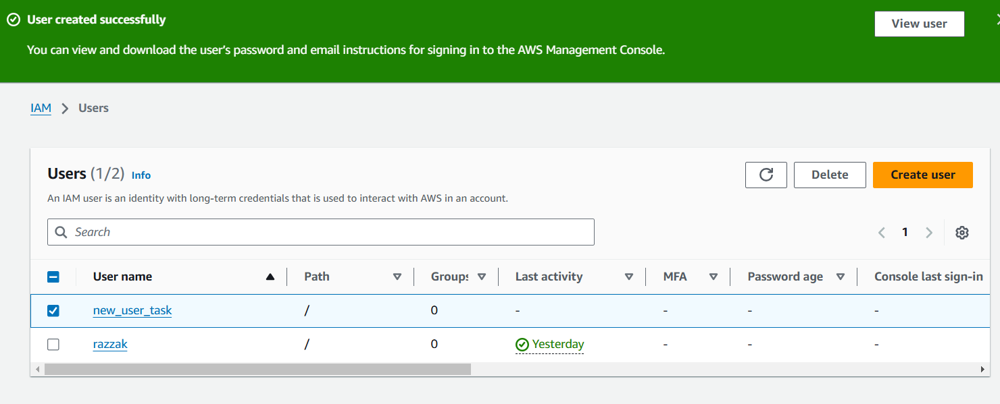 User created successfully
View user
You can view and download the user's password and email instructions for signing in to the AWS Management Console.
IAM > Users
Users (1/2) Info
Delete
Create user
An IAM user is an identity with long-term credentials that is used to interact with AWS in an account.
Search
1
User name Path Groups Last activity MFA Password age Console last sign-in
new_user_task / 0 - - - -
razzak / 0 Yesterday - - -